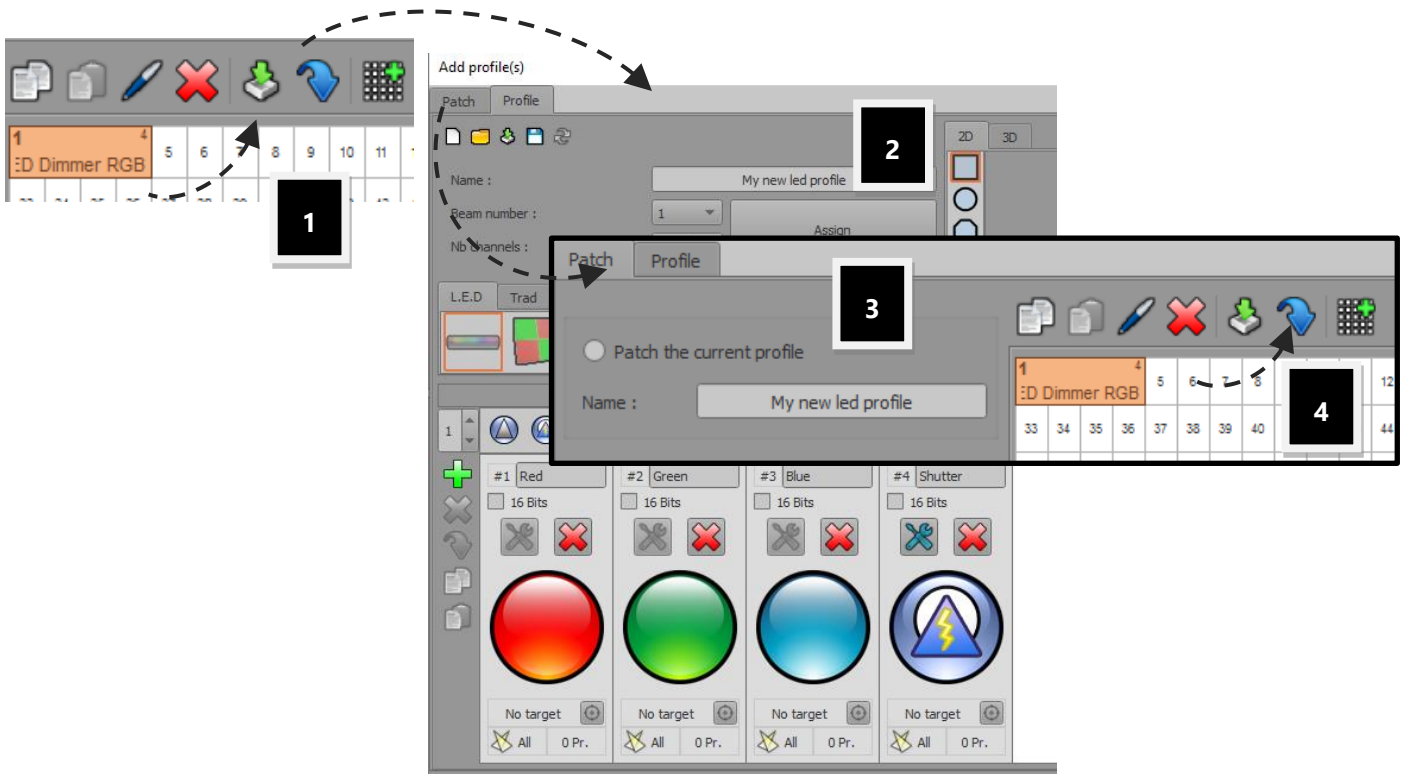 Add profile(s)
Patch Profile
1 4
:D Dimmer RGB 5 6 7 8 9 10 11
1
2
2D 3D
Name : My new led profile
Beam number : 1 Assign
Nb channels :
L.E.D Trad
Patch Profile
3
Patch the current profile
Name : My new led profile
1 4
:D Dimmer RGB 5 6 7 8 12
33 34 35 36 37 38 39 40 44
4
1
#1 Red #2 Green #3 Blue #4 Shutter
16 Bits 16 Bits 16 Bits 16 Bits
No target No target No target No target
All 0 Pr. All 0 Pr. All 0 Pr. All 0 Pr.